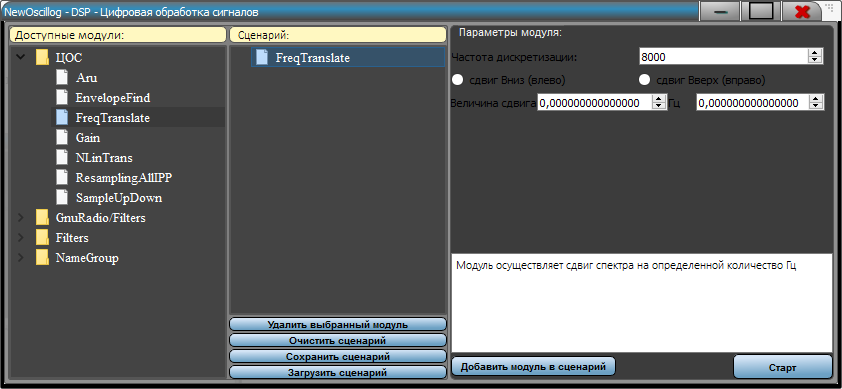 NewOscillog - DSP - Цифровая обработка сигналов
Доступные модули:
ЦОС
Aru
EnvelopeFind
FreqTranslate
Gain
NLinTrans
ResamplingAllIPP
SampleUpDown
GnuRadio/Filters
Filters
NameGroup
Сценарий:
FreqTranslate
Удалить выбранный модуль
Очистить сценарий
Сохранить сценарий
Загрузить сценарий
Параметры модуля:
Частота дискретизации: 8000
сдвиг Вниз (влево) сдвиг Вверх (вправо)
Величина сдвига 0,000000000000000 Гц 0,000000000000000
Модуль осуществляет сдвиг спектра на определенной количество Гц
Добавить модуль в сценарий
Старт